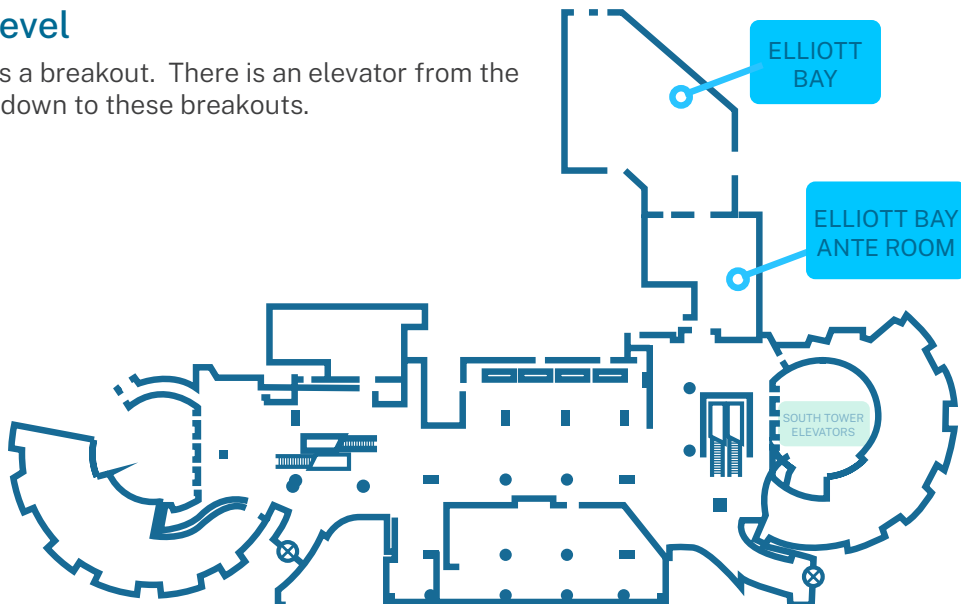 evel
s a breakout. There is an elevator from the
down to these breakouts.
ELLIOTT
BAY
ELLIOTT BAY
ANTE ROOM
SOUTH TOWER
ELEVATORS